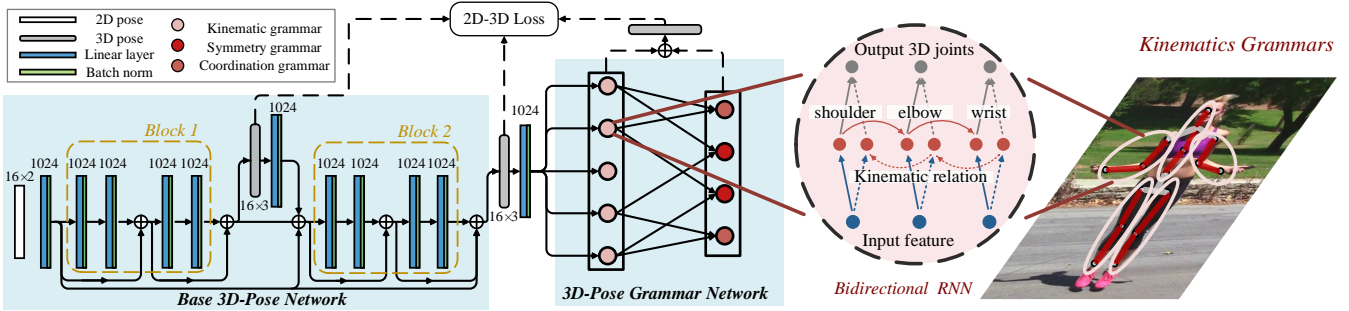 2D pose
3D pose
Linear layer
Batch norm
Kinematic grammar
Symmetry grammar
Coordination grammar
2D-3D Loss
Block 1
Block 2
16×2
1024
1024
1024
1024 1024
16×3
1024
1024 1024
1024 1024
16×3
1024
Base 3D-Pose Network
3D-Pose Grammar Network
Output 3D joints
shoulder
elbow
wrist
Kinematic relation
Input feature
Bidirectional RNN
Kinematics Grammars